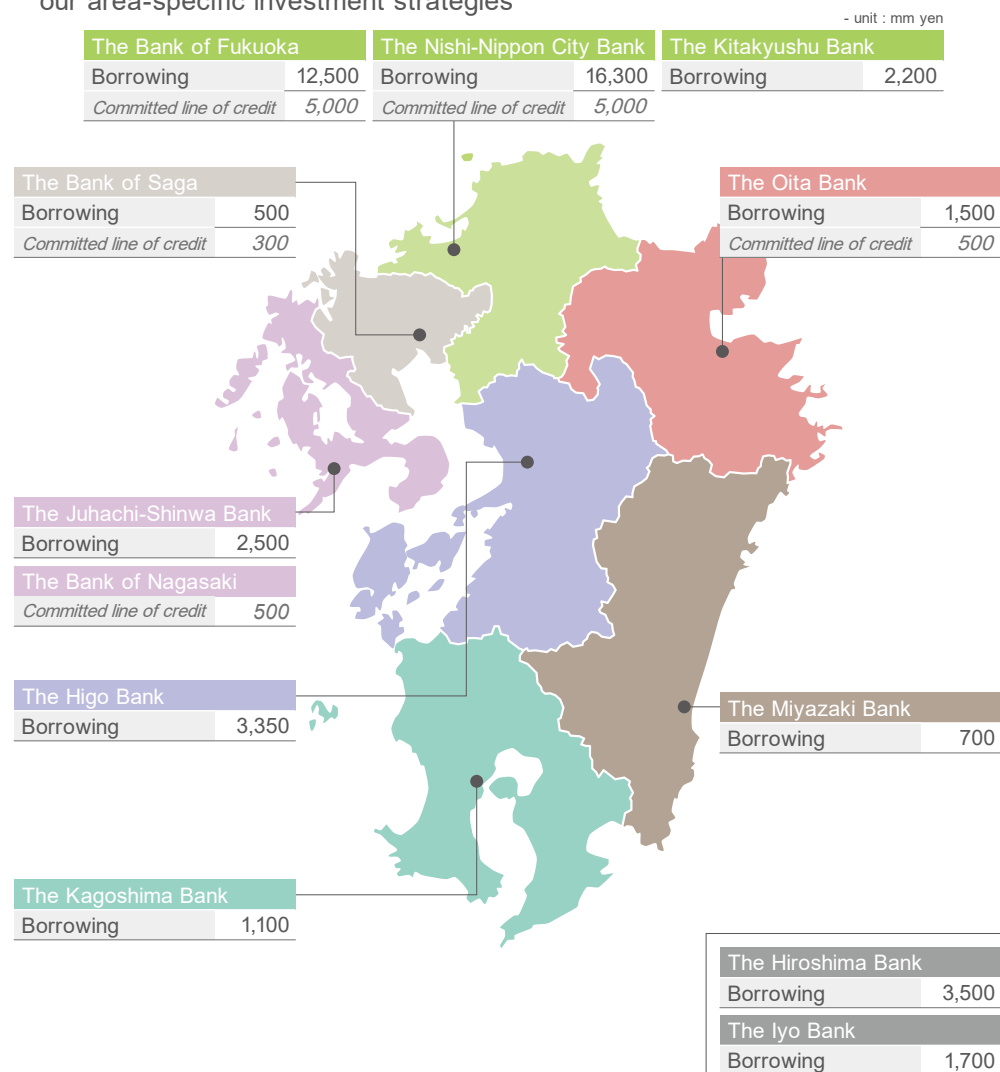 our area-specific investment strategies
- unit : mm yen
The Bank of Fukuoka
Borrowing 12,500
Committed line of credit 5,000
The Nishi-Nippon City Bank
Borrowing 16,300
Committed line of credit 5,000
The Kitakyushu Bank
Borrowing 2,200
The Bank of Saga
Borrowing 500
Committed line of credit 300
The Oita Bank
Borrowing 1,500
Committed line of credit 500
The Juhachi-Shinwa Bank
Borrowing 2,500
The Bank of Nagasaki
Committed line of credit 500
The Higo Bank
Borrowing 3,350
The Miyazaki Bank
Borrowing 700
The Kagoshima Bank
Borrowing 1,100
The Hiroshima Bank
Borrowing 3,500
The Iyo Bank
Borrowing 1,700